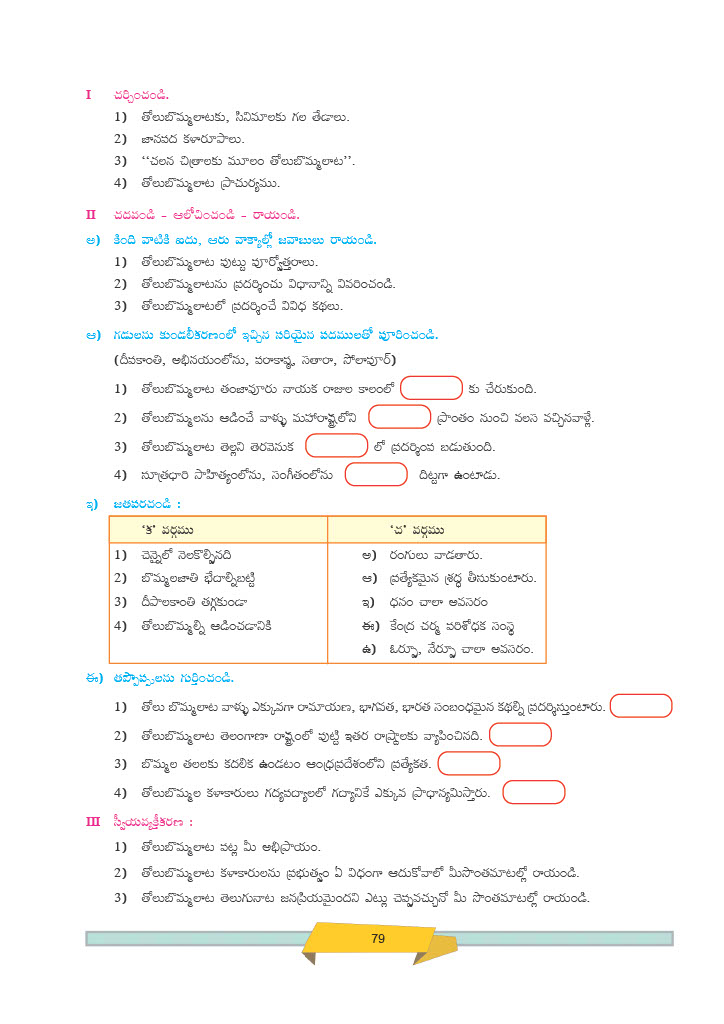 I చర్చించండి.
1) తోలుబొమ్మలాటకు, సినిమాలకు గల తేడాలు.
2) జానపద కళారూపాలు.
3) ‘‘చలన చిత్రాలకు మూలం తోలుబొమ్మలాట’’.
4) తోలుబొమ్మలాట ప్రాచుర్యము.
II చదవండి - ఆలోచించండి - రాయండి.
అ) కింది వాటికి ఐదు, ఆరు వాక్యాల్లో జవాబులు రాయండి.
1) తోలుబొమ్మలాట పుట్టు పూర్వోత్తరాలు.
2) తోలుబొమ్మలాటను ప్రదర్శించు విధానాన్ని వివరించండి.
3) తోలుబొమ్మలాటలో ప్రదర్శించే వివిధ కథలు.
ఆ) గడులను కుండలీకరణంలో ఇచ్చిన సరియైన పదములతో పూరించండి.
(దీపకాంతి, అభినయంలోను, పరాకాష్ఠ, సతారా, సోలాపూర్)
1) తోలుబొమ్మలాట తంజావూరు నాయక రాజుల కాలంలో కు చేరుకుంది.
2) తోలుబొమ్మలను ఆడించే వాళ్ళు మహారాష్ట్రలోని ప్రాంతం నుంచి వలస వచ్చినవాళ్లే.
3) తోలుబొమ్మలాట తెల్లని తెరవెనుక లో ప్రదర్శింప బడుతుంది.
4) సూత్రధారి సాహిత్యంలోను, సంగీతంలోను దిట్టగా ఉంటాడు.
ఇ) జతపరచండి :
‘క’ వర్గము ‘చ’ వర్గము
1) చెన్నైలో నెలకొల్పినది అ) రంగులు వాడతారు.
2) బొమ్మలజాతి భేదాల్నిబట్టి ఆ) ప్రత్యేకమైన శ్రద్ధ తీసుకుంటారు.
3) దీపాలకాంతి తగ్గకుండా ఇ) ధనం చాలా అవసరం
4) తోలుబొమ్మల్ని ఆడించడానికి ఈ) కేంద్ర చర్మ పరిశోధక సంస్థ
ఉ) ఓర్పూ, నేర్పూ చాలా అవసరం.
ఈ) తప్పొప్పులను గుర్తించండి.
1) తోలు బొమ్మలాట వాళ్ళు ఎక్కువగా రామాయణ, భాగవత, భారత సంబంధమైన కథల్ని ప్రదర్శిస్తుంటారు.
2) తోలుబొమ్మలాట తెలంగాణా రాష్ట్రంలో పుట్టి ఇతర రాష్ట్రాలకు వ్యాపించినది.
3) బొమ్మల తలలకు కదలిక ఉండటం ఆంధ్రప్రదేశంలోని ప్రత్యేకత.
4) తోలుబొమ్మల కళాకారులు గద్యపద్యాలలో గద్యానికే ఎక్కువ ప్రాధాన్యమిస్తారు.
III స్వీయవ్యక్తీకరణ :
1) తోలుబొమ్మలాట పట్ల మీ అభిప్రాయం.
2) తోలుబొమ్మలాట కళాకారులను ప్రభుత్వం ఏ విధంగా ఆదుకోవాలో మీసొంతమాటల్లో రాయండి.
3) తోలుబొమ్మలాట తెలుగునాట జనప్రియమైందని ఎట్లు చెప్పవచ్చునో మీ సొంతమాటల్లో రాయండి.
79